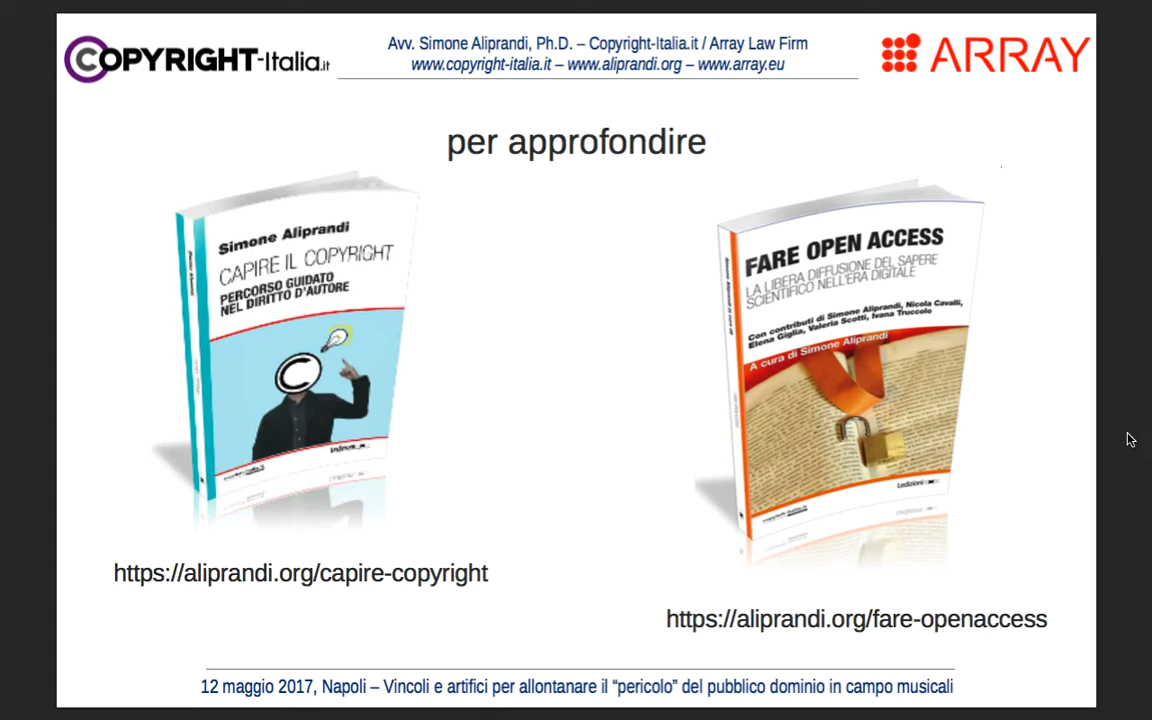 COPYRIGHT-Italia.it
Avv. Simone Aliprandi, Ph.D. – Copyright-Italia.it / Array Law Firm
www.copyright-italia.it – www.aliprandi.org – www.array.eu
ARRAY
per approfondire
Simone Aliprandi
CAPIRE IL COPYRIGHT
PERCORSO GUIDATO
NEL DIRITTO D'AUTORE
C
Ledizioni
FARE OPEN ACCESS
LA LIBERA DIFFUSIONE DEL SAPERE
SCIENTIFICO NELL'ERA DIGITALE
Con contributi di Simone Aliprandi, Nicola Cavalli,
Elena Giglia, Valeria Scotti, Ivana Truccolo
A cura di Simone Aliprandi
Ledizioni
https://aliprandi.org/capire-copyright
https://aliprandi.org/fare-openaccess
12 maggio 2017, Napoli – Vincoli e artifici per allontanare il “pericolo” del pubblico dominio in campo musicali